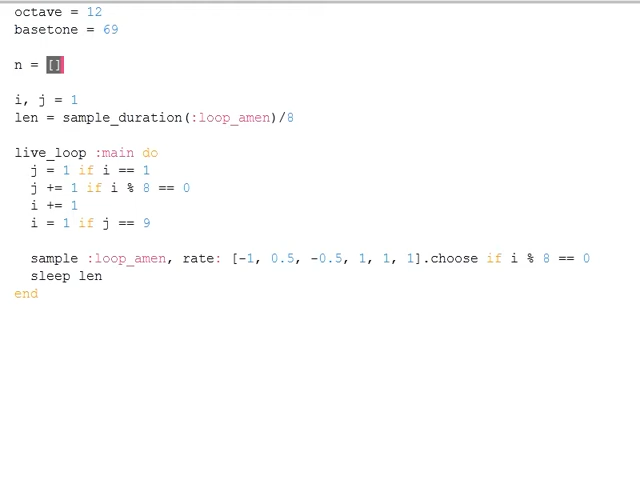 octave = 12
basetone = 69
n = []
i, j = 1
len = sample_duration(:loop_amen)/8
live_loop :main do
j = 1 if i == 1
j += 1 if i % 8 == 0
i += 1
i = 1 if j == 9
sample :loop_amen, rate: [-1, 0.5, -0.5, 1, 1, 1].choose if i % 8 == 0
sleep len
end